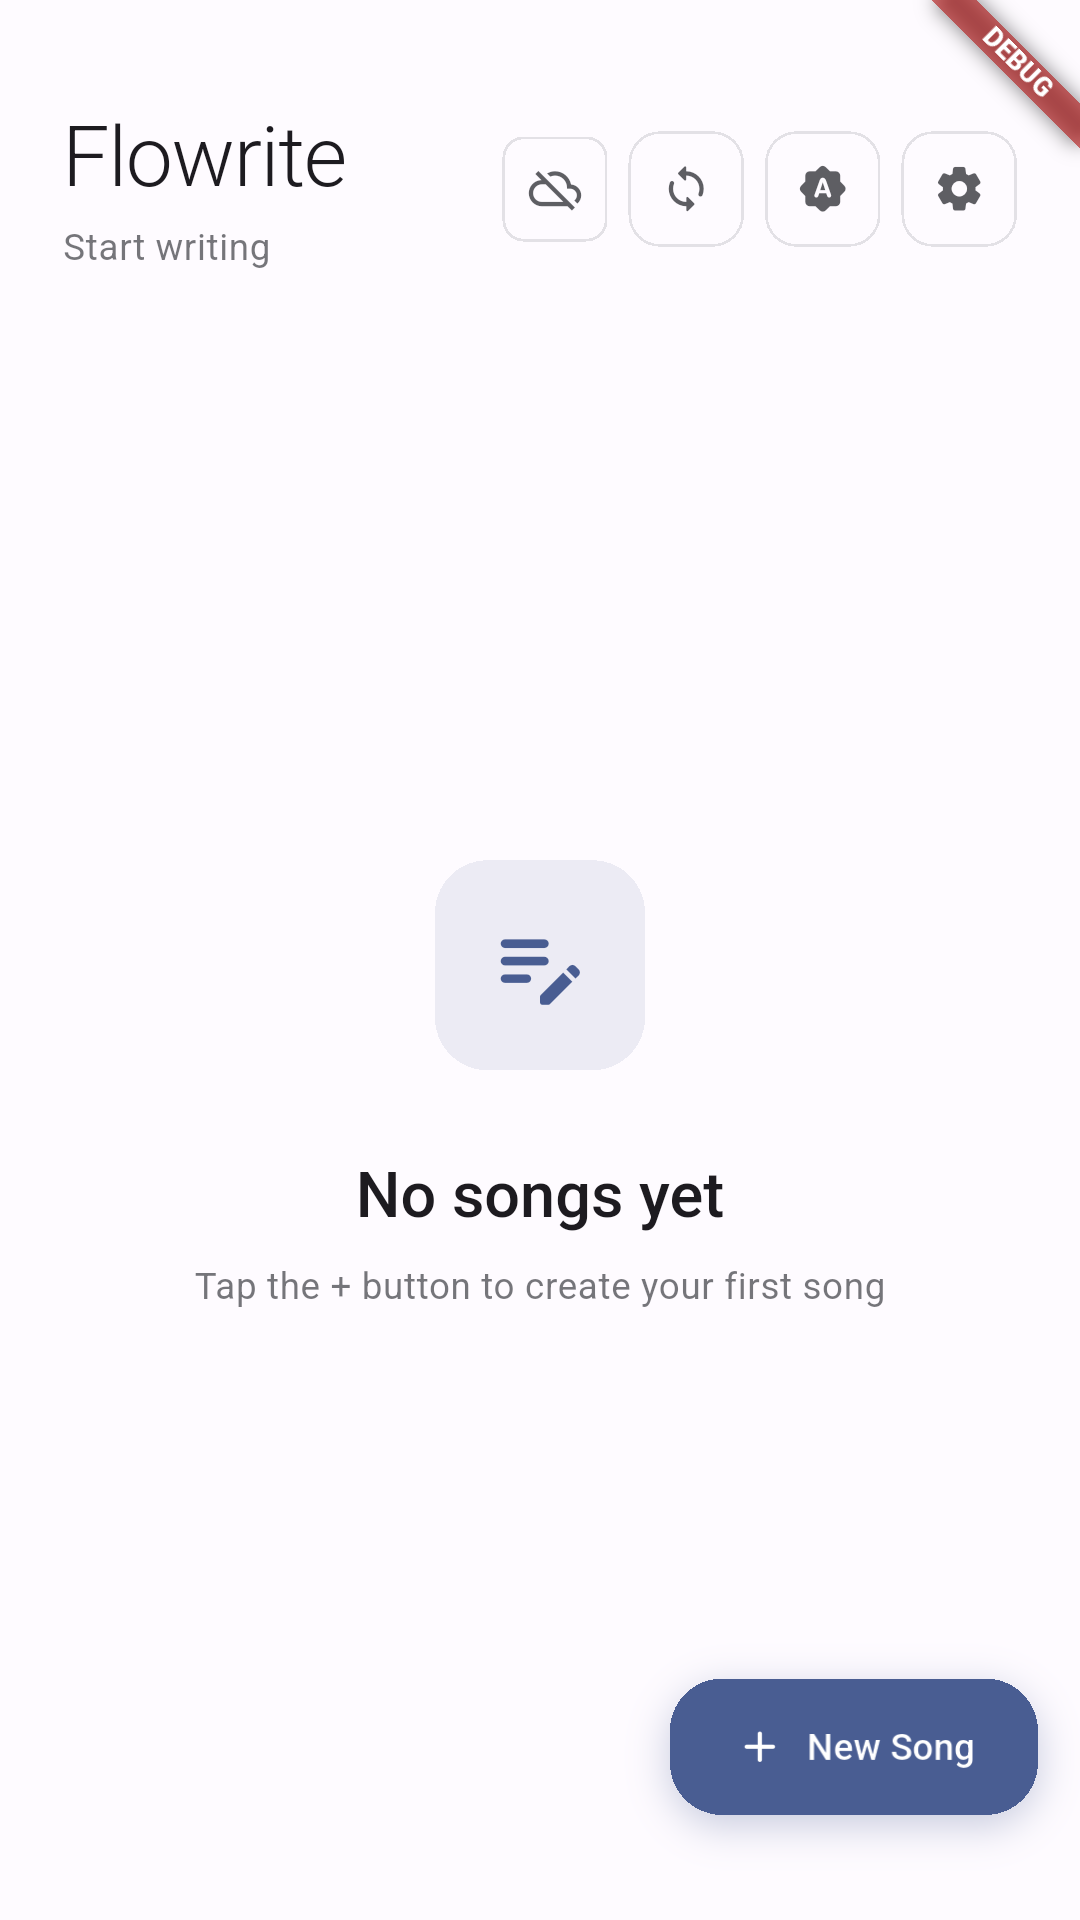 DEBUG
Flowrite
Start writing
A
No songs yet
Tap the + button to create your first song
+ New Song